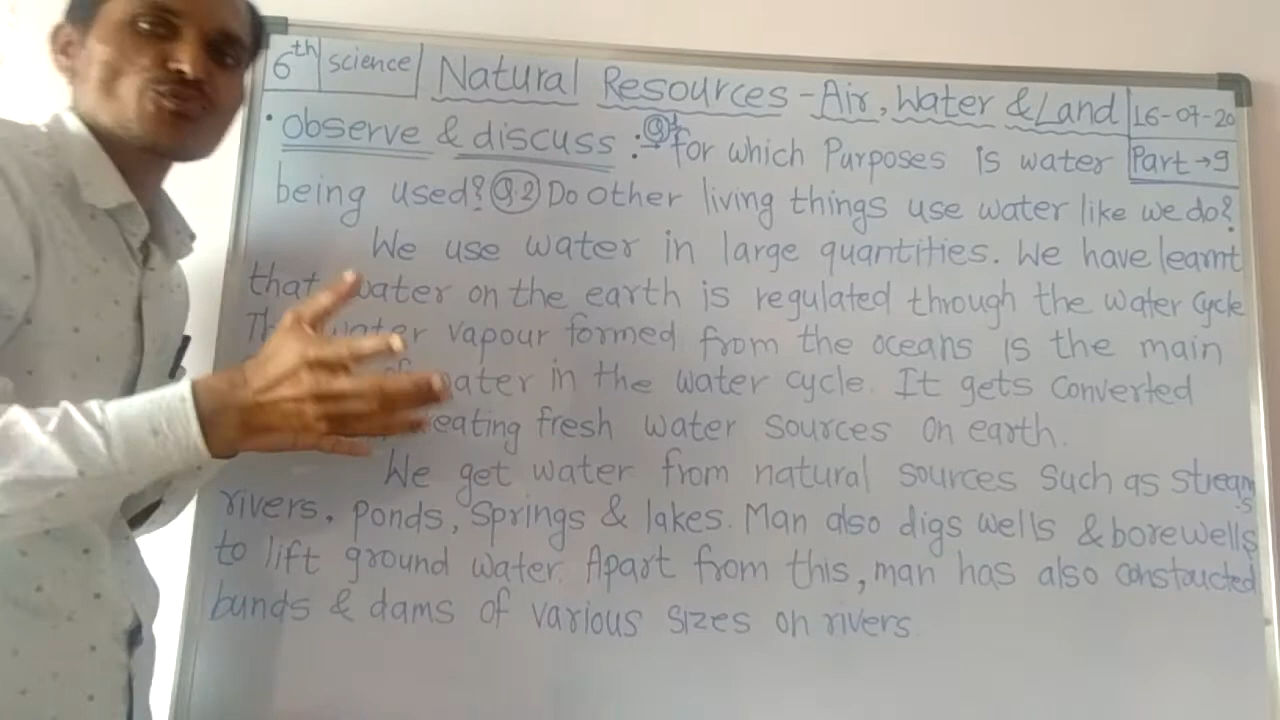 6th science Natural Resources - Air, Water & Land 16-07-20
• Observe & discuss : Q.1 for which Purposes is water Part → 9
being used? Q.2 Do Other living things use water like we do?
We use water in large quantities. We have learnt
that water on the earth is regulated through the water cycle
water vapour formed from the oceans is the main
of water in the water cycle. It gets converted
fresh water sources on earth.
We get water from natural sources such as streams
rivers, ponds, springs & lakes. Man also digs wells & borewells
to lift ground water. Apart from this, man has also constructed
bunds & dams of various sizes on rivers